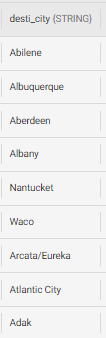 desti_city (STRING)
Abilene
Albuquerque
Aberdeen
Albany
Nantucket
Waco
Arcata/Eureka
Atlantic City
Adak